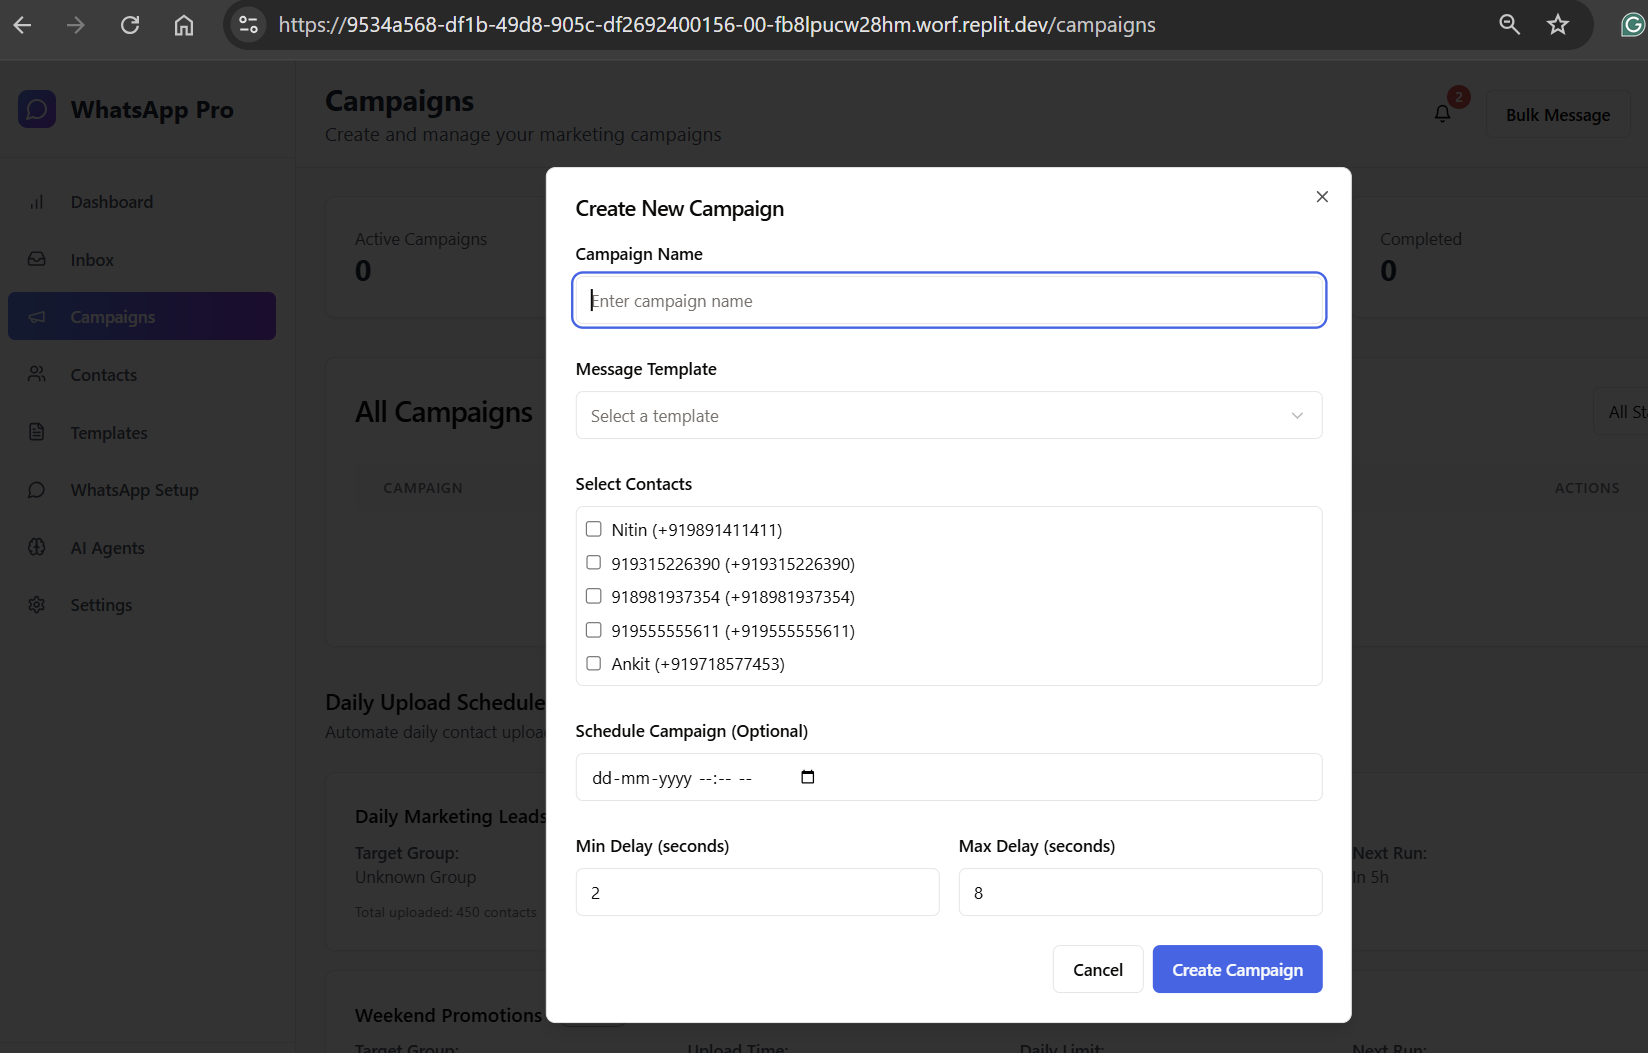 https://9534a568-df1b-49d8-905c-df2692400156-00-fb8lpucw28hm.worf.replit.dev/campaigns
WhatsApp Pro
Dashboard
Inbox
Campaigns
Contacts
Templates
WhatsApp Setup
AI Agents
Settings
Campaigns
Create and manage your marketing campaigns
2
Bulk Message
Active Campaigns
0
Completed
0
All Campaigns
All St
CAMPAIGN
ACTIONS
Daily Upload Schedule
Automate daily contact uploa
Daily Marketing Leads
Target Group:
Unknown Group
Total uploaded: 450 contacts
Next Run:
In 5h
Weekend Promotions
Target Group:
Upload Time:
Daily Limit:
Next Run:
Create New Campaign
Campaign Name
Enter campaign name
Message Template
Select a template
Select Contacts
Nitin (+919891411411)
919315226390 (+919315226390)
918981937354 (+918981937354)
919555555611 (+919555555611)
Ankit (+919718577453)
Schedule Campaign (Optional)
dd-mm-yyyy --:-- --
Min Delay (seconds)
Max Delay (seconds)
2
8
Cancel
Create Campaign